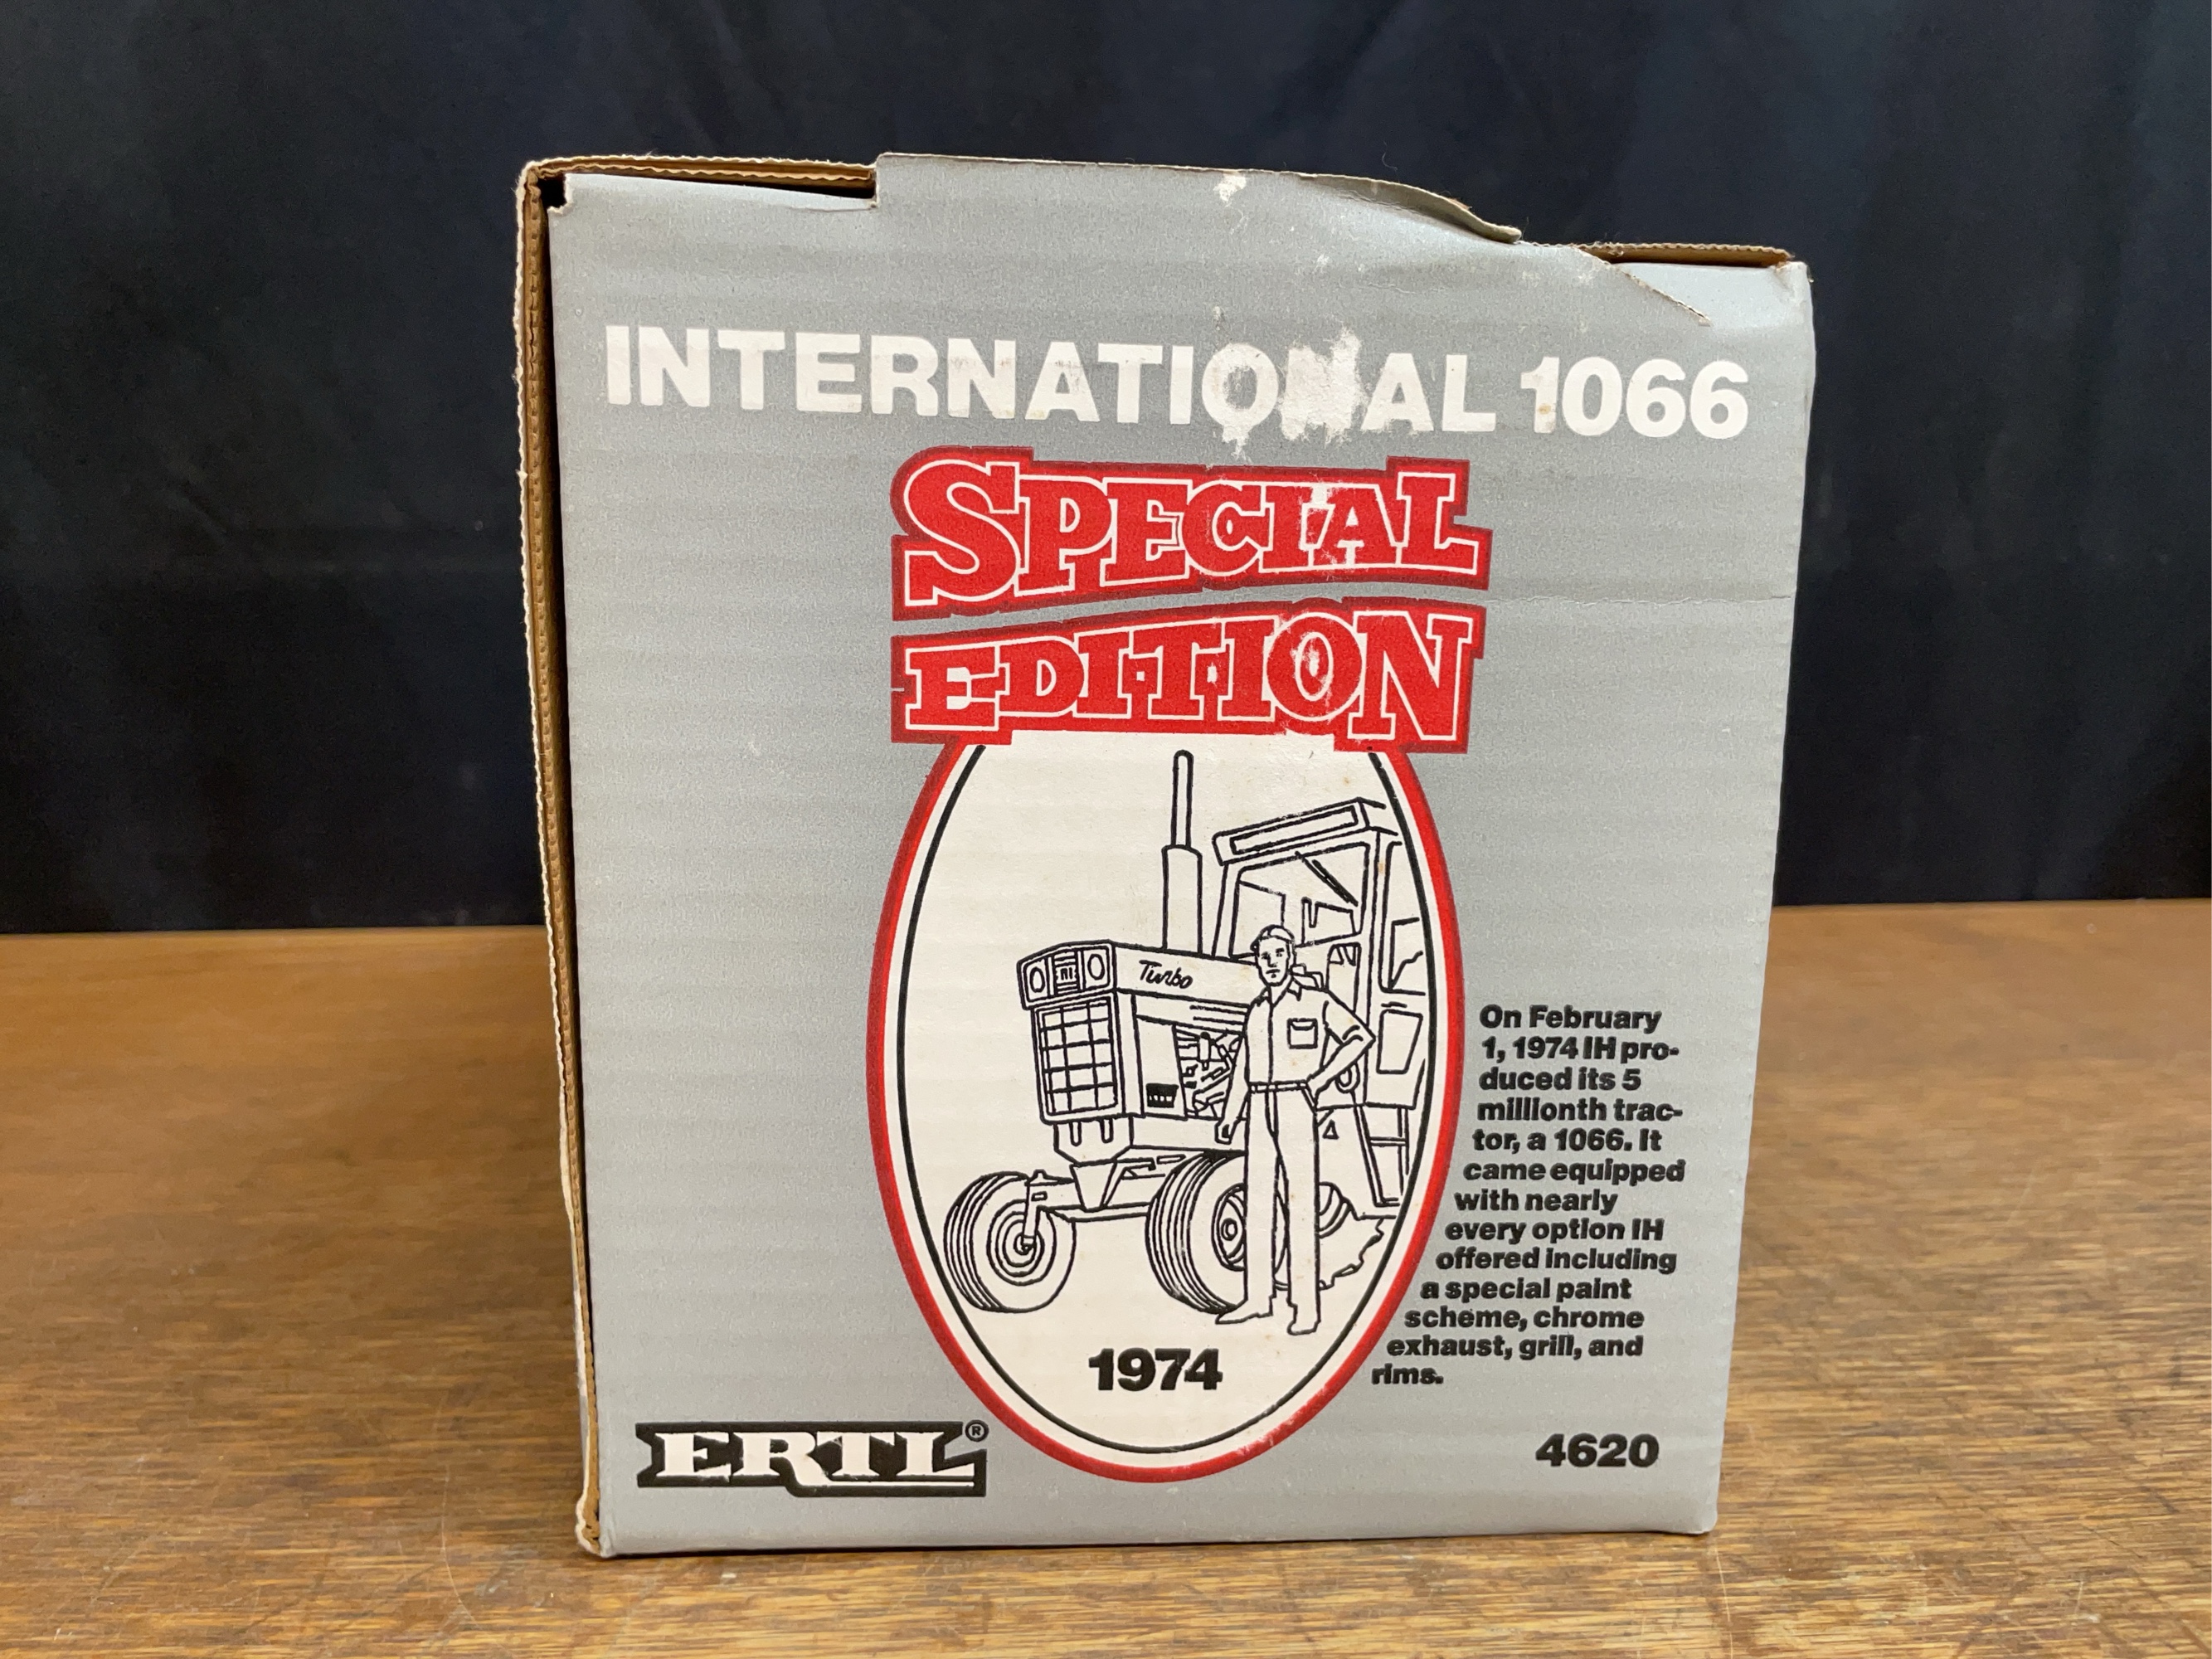 INTERNATIONAL 1066
SPECIAL
EDITION
Turbo
On February
1, 1974 IH pro-
duced its 5
millionth trac-
tor, a 1066. It
came equipped
with nearly
every option IH
offered including
a special paint
scheme, chrome
exhaust, grill, and
rims.
1974
ERTL®
4620